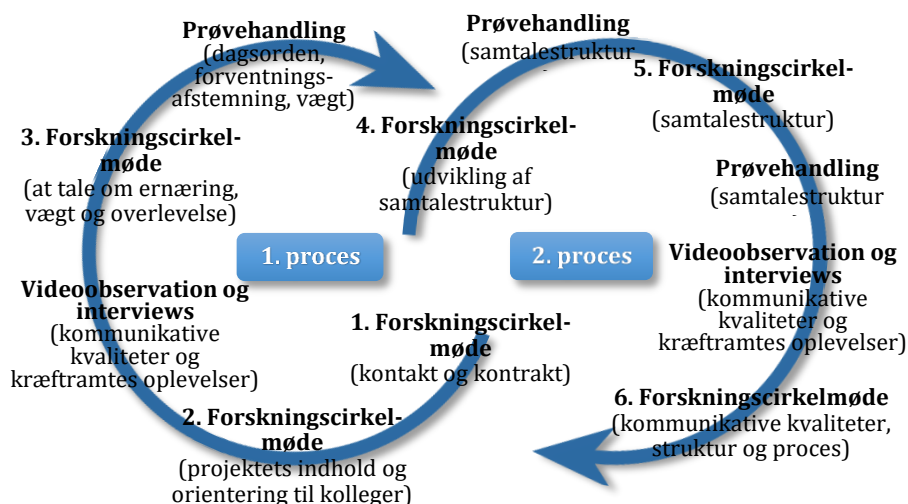 1. proces
1. Forskningscirkel-
møde
(kontakt og kontrakt)
2. Forskningscirkel-
møde
(projektets indhold og
orientering til kolleger)
Videoobservation og
interviews
(kommunikative
kvaliteter og
kræftramtes oplevelser)
3. Forskningscirkel-
møde
(at tale om ernæring,
vægt og overlevelse)
Prøvehandling
(dagsorden,
forventnings-
afstemning, vægt)
2. proces
4. Forskningscirkel-
møde
(udvikling af
samtalestruktur)
Prøvehandling
(samtalestruktur
5. Forskningscirkel-
møde
(samtalestruktur)
Prøvehandling
(samtalestruktur
Videoobservation og
interviews
(kommunikative
kvaliteter og
kræftramtes oplevelser)
6. Forskningscirkelmøde
(kommunikative kvaliteter,
struktur og proces)